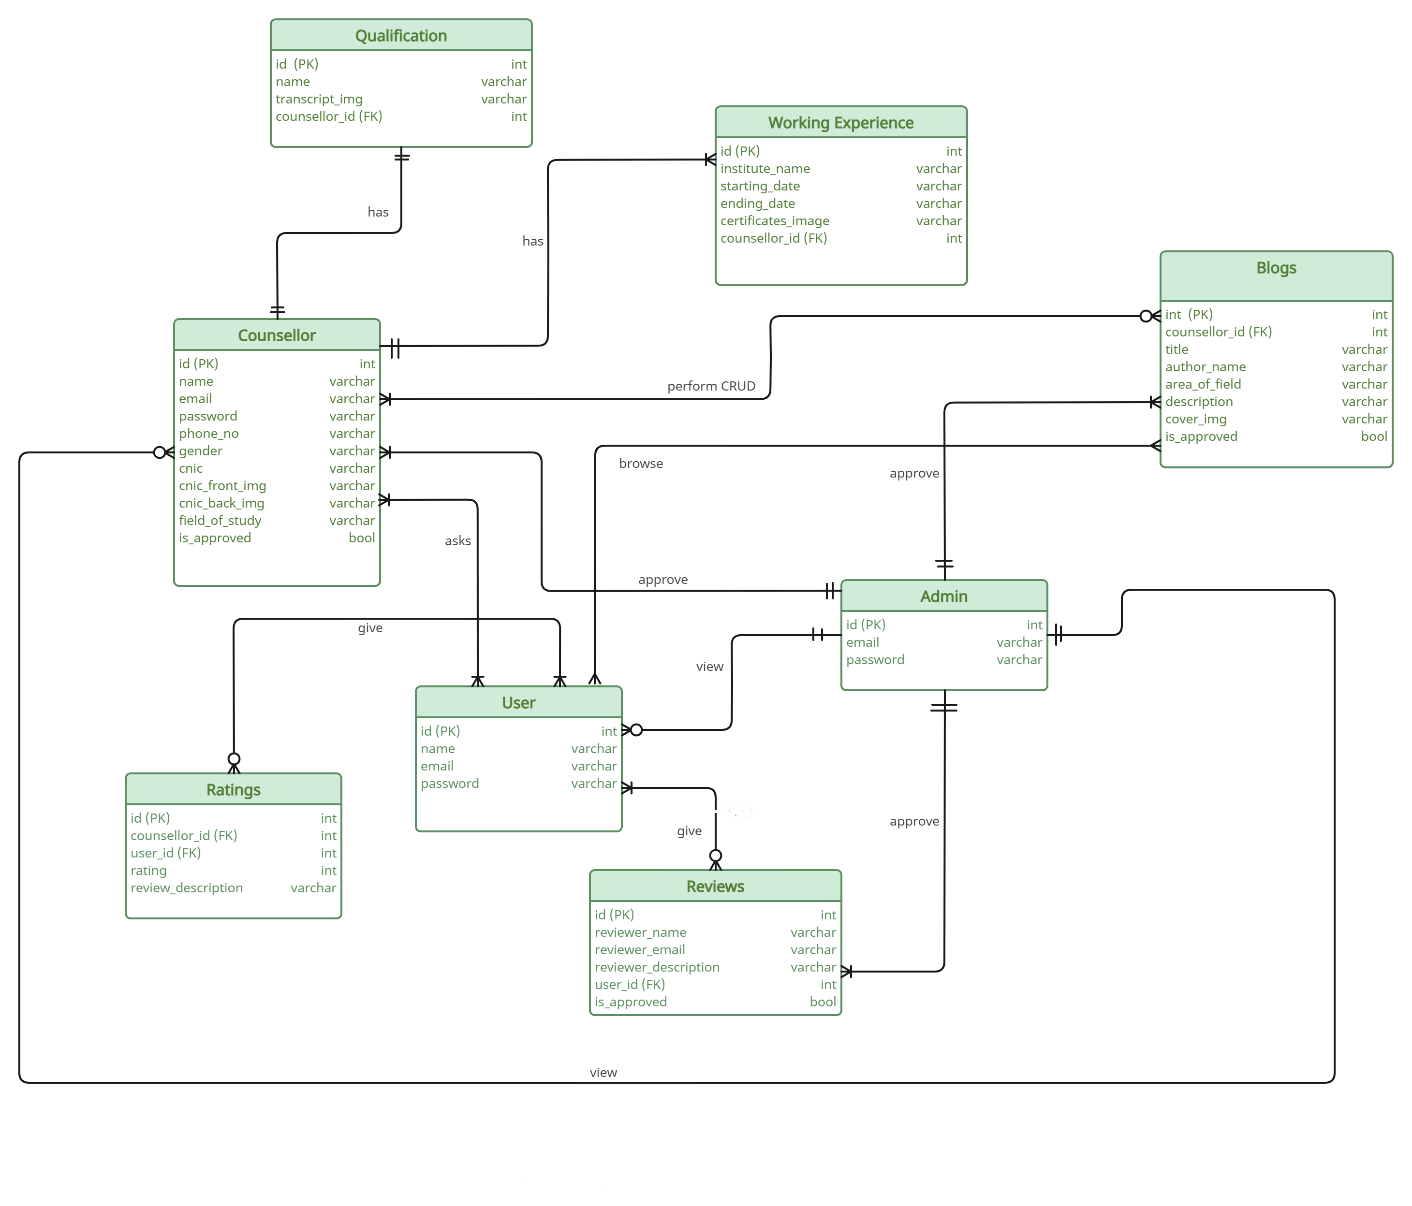 Qualification
id  (PK) int
name varchar
transcript_img varchar
counsellor_id (FK) int
Working Experience
id (PK) int
institute_name varchar
starting_date varchar
ending_date varchar
certificates_image varchar
counsellor_id (FK) int
has
has
Blogs
int  (PK) int
counsellor_id (FK) int
title varchar
author_name varchar
area_of_field varchar
description varchar
cover_img varchar
is_approved bool
Counsellor
id (PK) int
name varchar
email varchar
password varchar
phone_no varchar
gender varchar
cnic varchar
cnic_front_img varchar
cnic_back_img varchar
field_of_study varchar
is_approved bool
perform CRUD
browse
approve
asks
approve
give
view
Admin
id (PK) int
email varchar
password varchar
User
id (PK) int
name varchar
email varchar
password varchar
Ratings
id (PK) int
counsellor_id (FK) int
user_id (FK) int
rating int
review_description varchar
give
approve
Reviews
id (PK) int
reviewer_name varchar
reviewer_email varchar
reviewer_description varchar
user_id (FK) int
is_approved bool
view